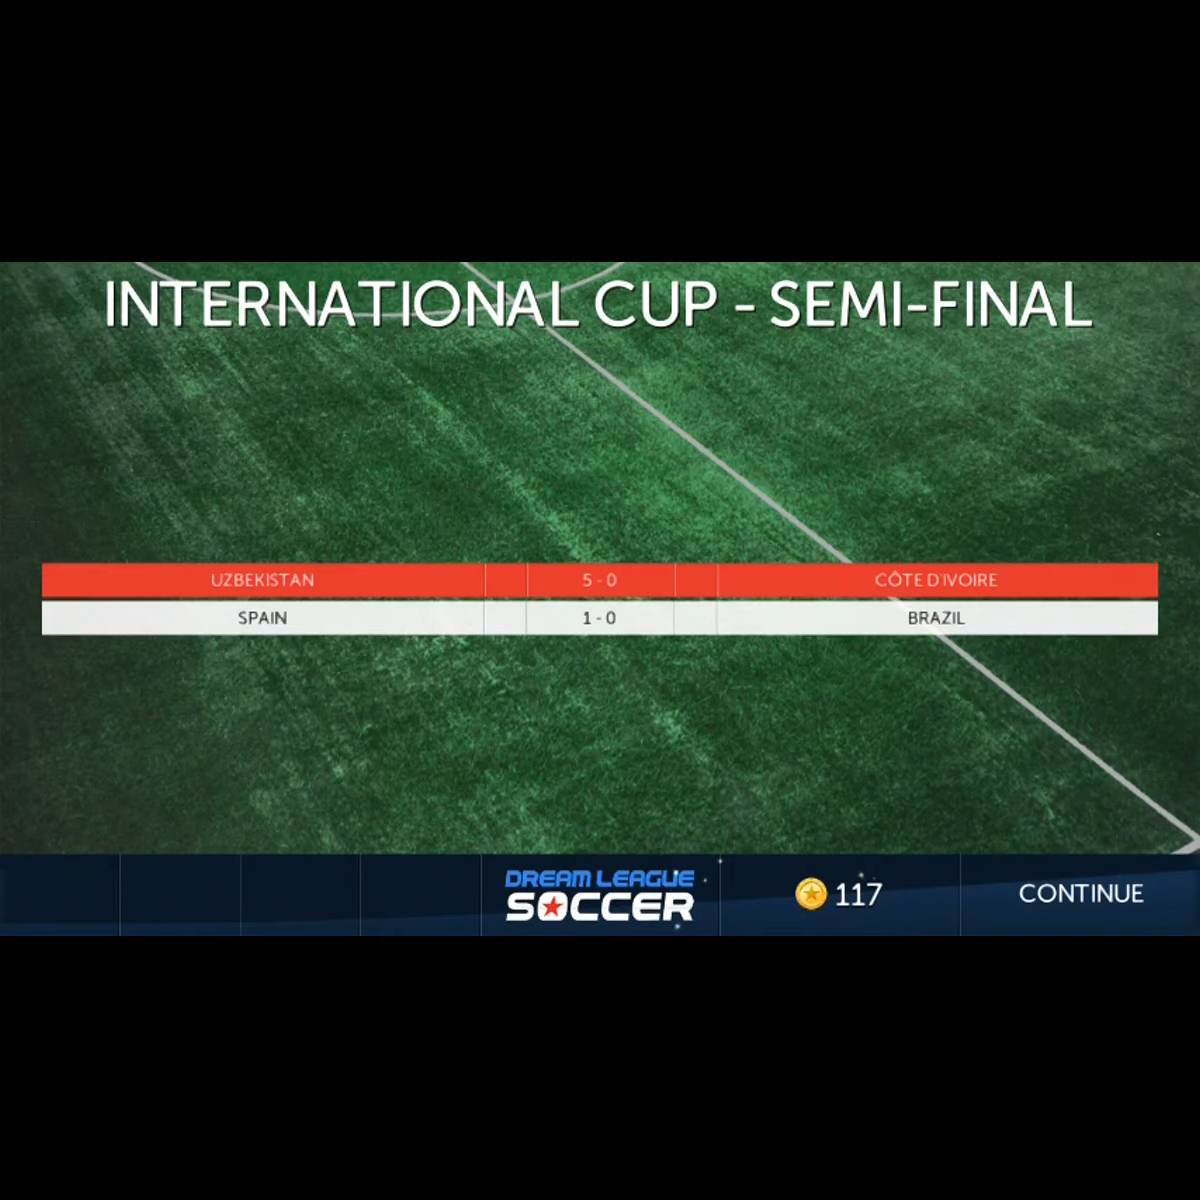 INTERNATIONAL CUP - SEMI-FINAL
UZBEKISTAN 5 - 0 CÔTE D'IVOIRE
SPAIN 1 - 0 BRAZIL
DREAM LEAGUE
SOCCER
117
CONTINUE